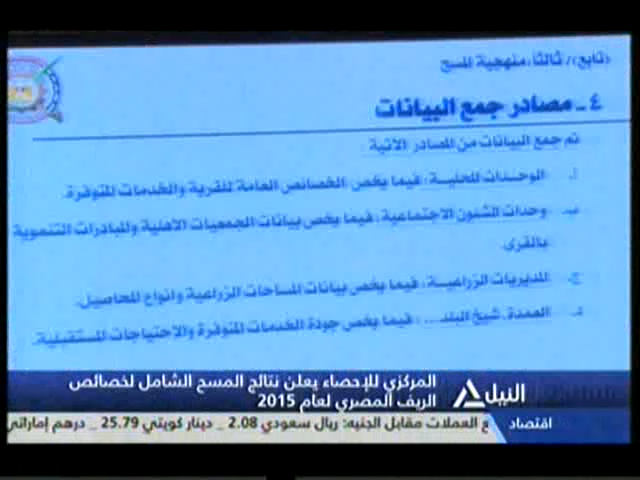 (تابع)/ ثالثا: منهجية المسح
٤ ـ مصادر جمع البيانات
تم جمع البيانات من المصادر الآتية
أ. الوحدات المحلية : فيما يخص الخصائص العامة للقرية والخدمات المتوفرة.
ب. وحدات الشئون الاجتماعية : فيما يخص بيانات الجمعيات الاهلية والمبادرات التنموية
بالقرى.
ج. المديريات الزراعية : فيما يخص بيانات المساحات الزراعية وانواع المحاصيل.
د. العمدة. شيخ البلد .... : فيما يخص جودة الخدمات المتوفرة والاحتياجات المستقبلية.
المركزي للإحصاء يعلن نتائج المسح الشامل لخصائص
الريف المصري لعام 2015
النيل
اقتصاد
ع العملات مقابل الجنيه: ريال سعودي 2.08 _ دينار كويتي 25.79 _ درهم إماراتي